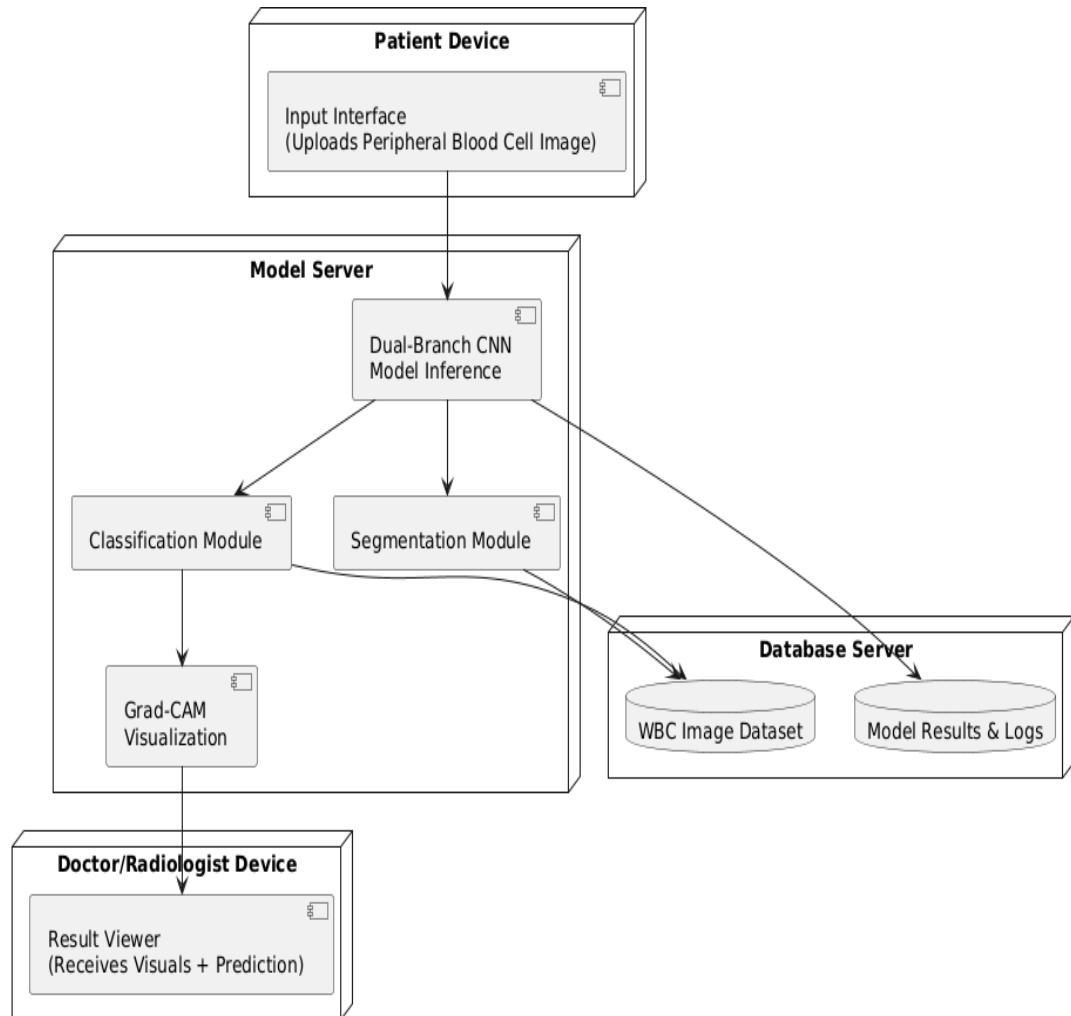 Patient Device
Input Interface
(Uploads Peripheral Blood Cell Image)
Model Server
Dual-Branch CNN
Model Inference
Classification Module
Segmentation Module
Database Server
WBC Image Dataset
Model Results & Logs
Grad-CAM
Visualization
Doctor/Radiologist Device
Result Viewer
(Receives Visuals + Prediction)